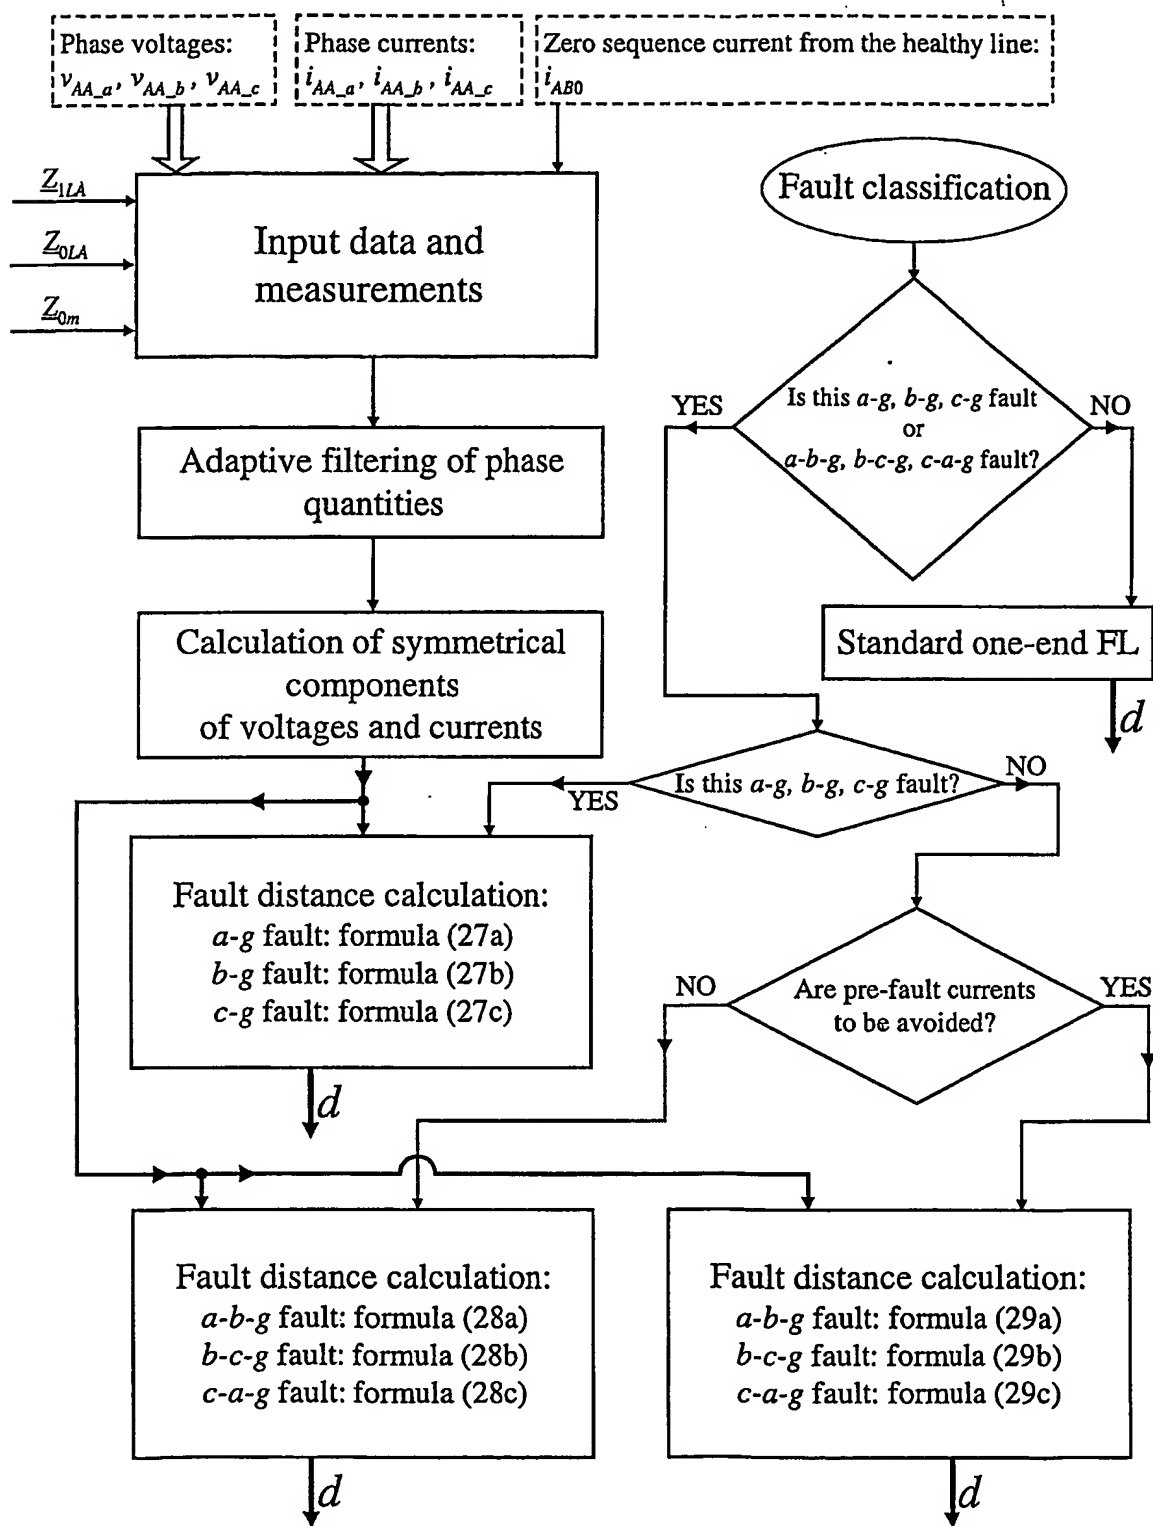 Phase voltages:
v_AA_a, v_AA_b, v_AA_c
Phase currents:
i_AA_a, i_AA_b, i_AA_c
Zero sequence current from the healthy line:
i_AB0
Z_1LA
Z_0LA
Z_0m
Input data and
measurements
Fault classification
Adaptive filtering of phase
quantities
YES
Is this a-g, b-g, c-g fault
or
a-b-g, b-c-g, c-a-g fault?
NO
Calculation of symmetrical
components
of voltages and currents
Standard one-end FL
d
YES
Is this a-g, b-g, c-g fault?
NO
Fault distance calculation:
a-g fault: formula (27a)
b-g fault: formula (27b)
c-g fault: formula (27c)
d
NO
Are pre-fault currents
to be avoided?
YES
Fault distance calculation:
a-b-g fault: formula (28a)
b-c-g fault: formula (28b)
c-a-g fault: formula (28c)
d
Fault distance calculation:
a-b-g fault: formula (29a)
b-c-g fault: formula (29b)
c-a-g fault: formula (29c)
d